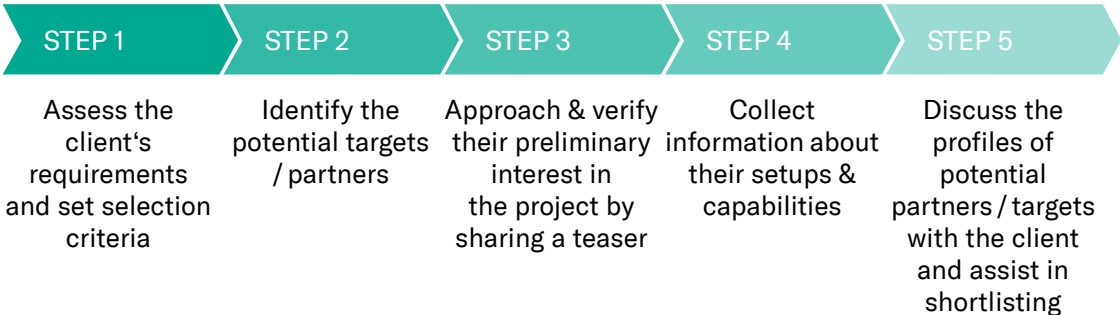 STEP 1
Assess the
client‘s
requirements
and set selection
criteria
STEP 2
Identify the
potential targets
/ partners
STEP 3
Approach & verify
their preliminary
interest in
the project by
sharing a teaser
STEP 4
Collect
information about
their setups &
capabilities
STEP 5
Discuss the
profiles of
potential
partners / targets
with the client
and assist in
shortlisting